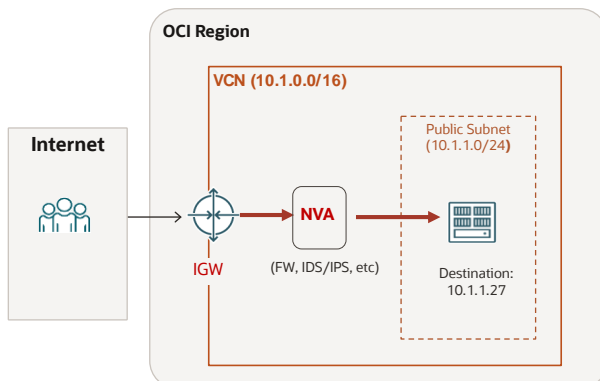 OCI Region
VCN (10.1.0.0/16)
Internet
Public Subnet
(10.1.1.0/24)
NVA
IGW
(FW, IDS/IPS, etc)
Destination:
10.1.1.27